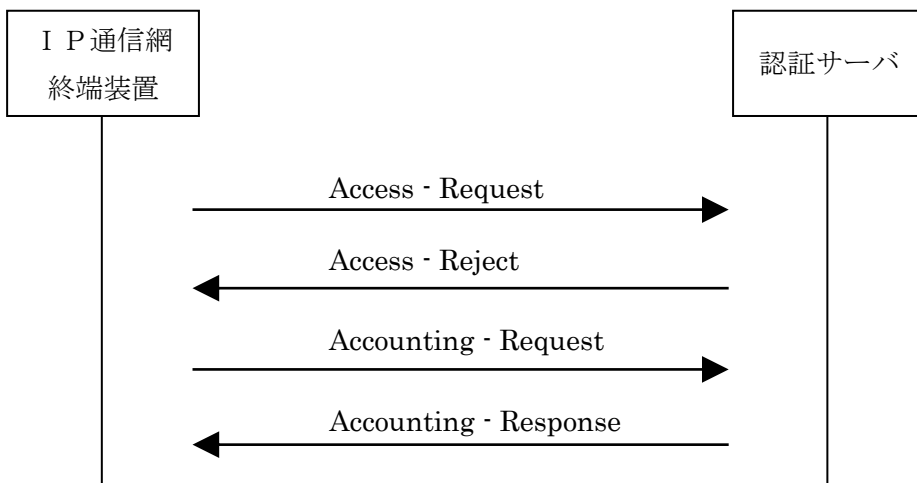 ＩＰ通信網
終端装置
認証サーバ
Access - Request
Access - Reject
Accounting - Request
Accounting - Response